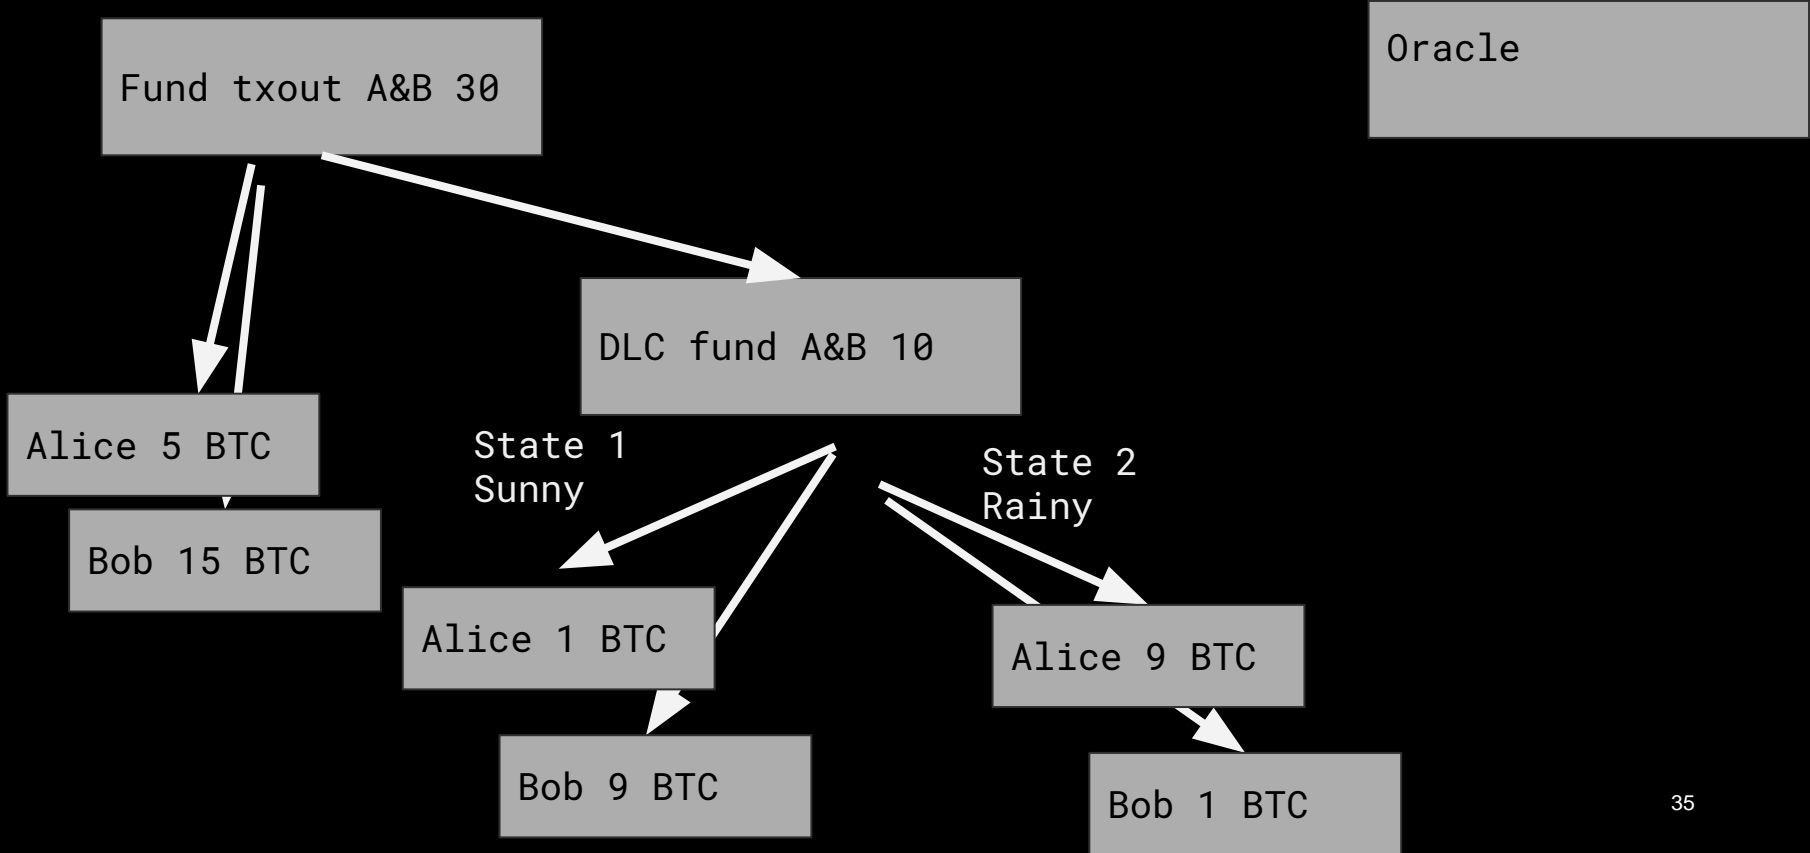 Fund txout A&B 30
Oracle
DLC fund A&B 10
Alice 5 BTC
State 1
Sunny
State 2
Rainy
Bob 15 BTC
Alice 1 BTC
Alice 9 BTC
Bob 9 BTC
Bob 1 BTC
35